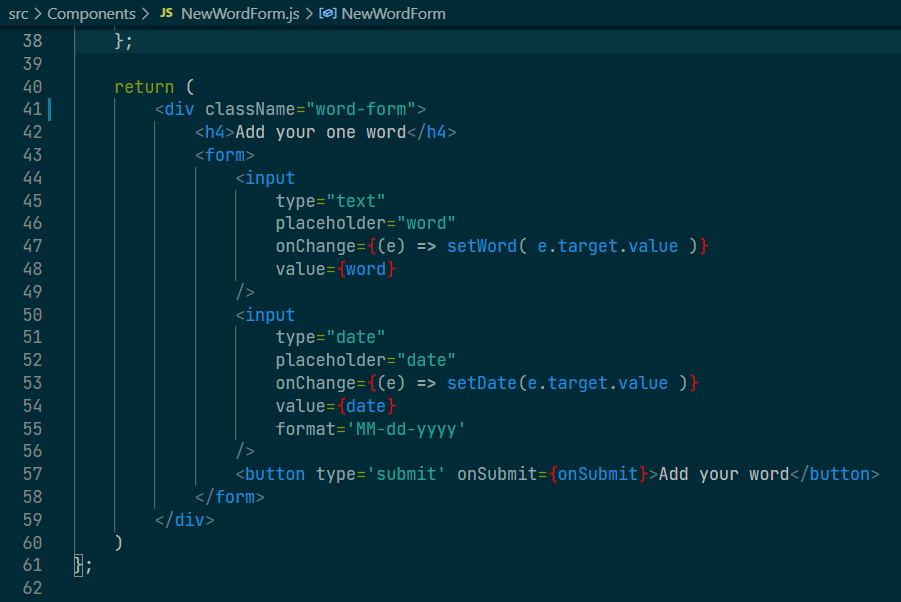 src > Components > JS NewWordForm.js > NewWordForm
38 };
39
40 return (
41 <div className="word-form">
42 <h4>Add your one word</h4>
43 <form>
44 <input
45 type="text"
46 placeholder="word"
47 onChange={(e) => setWord( e.target.value )}
48 value={word}
49 />
50 <input
51 type="date"
52 placeholder="date"
53 onChange={(e) => setDate(e.target.value )}
54 value={date}
55 format='MM-dd-yyyy'
56 />
57 <button type='submit' onSubmit={onSubmit}>Add your word</button>
58 </form>
59 </div>
60 )
61 };
62